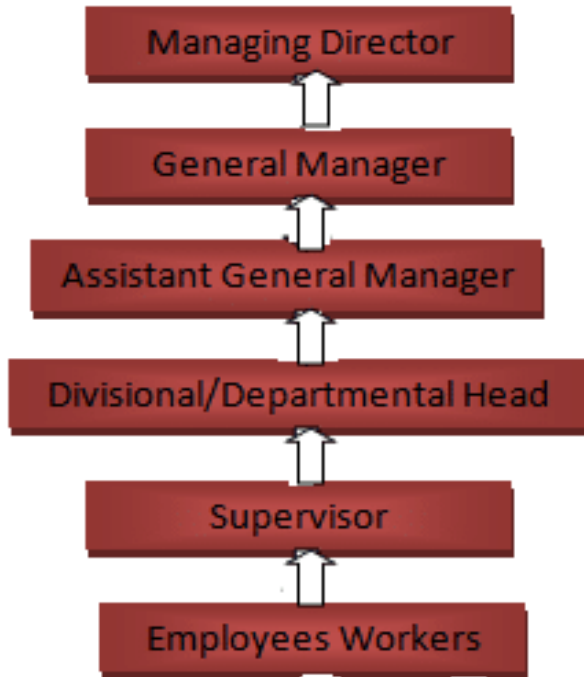 Managing Director
General Manager
Assistant General Manager
Divisional/Departmental Head
Supervisor
Employees Workers